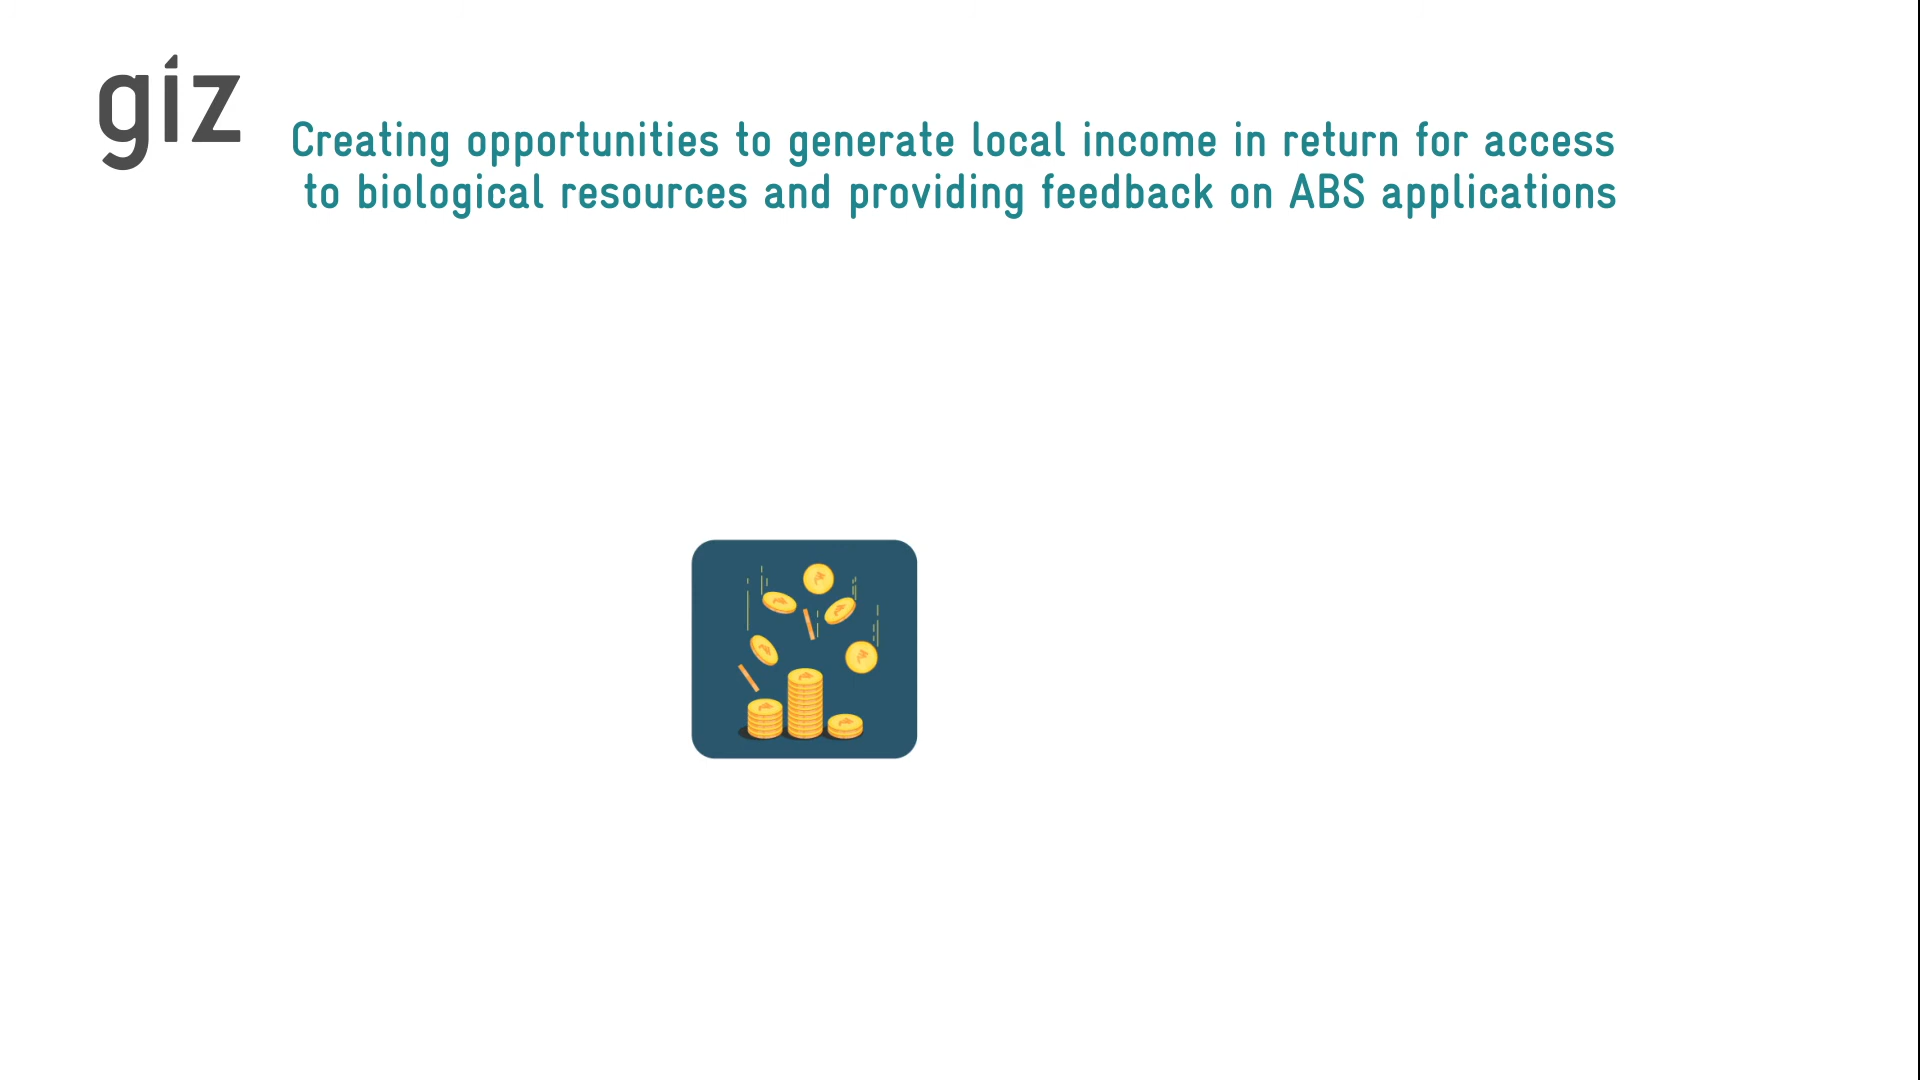 giz
Creating opportunities to generate local income in return for access
to biological resources and providing feedback on ABS applications